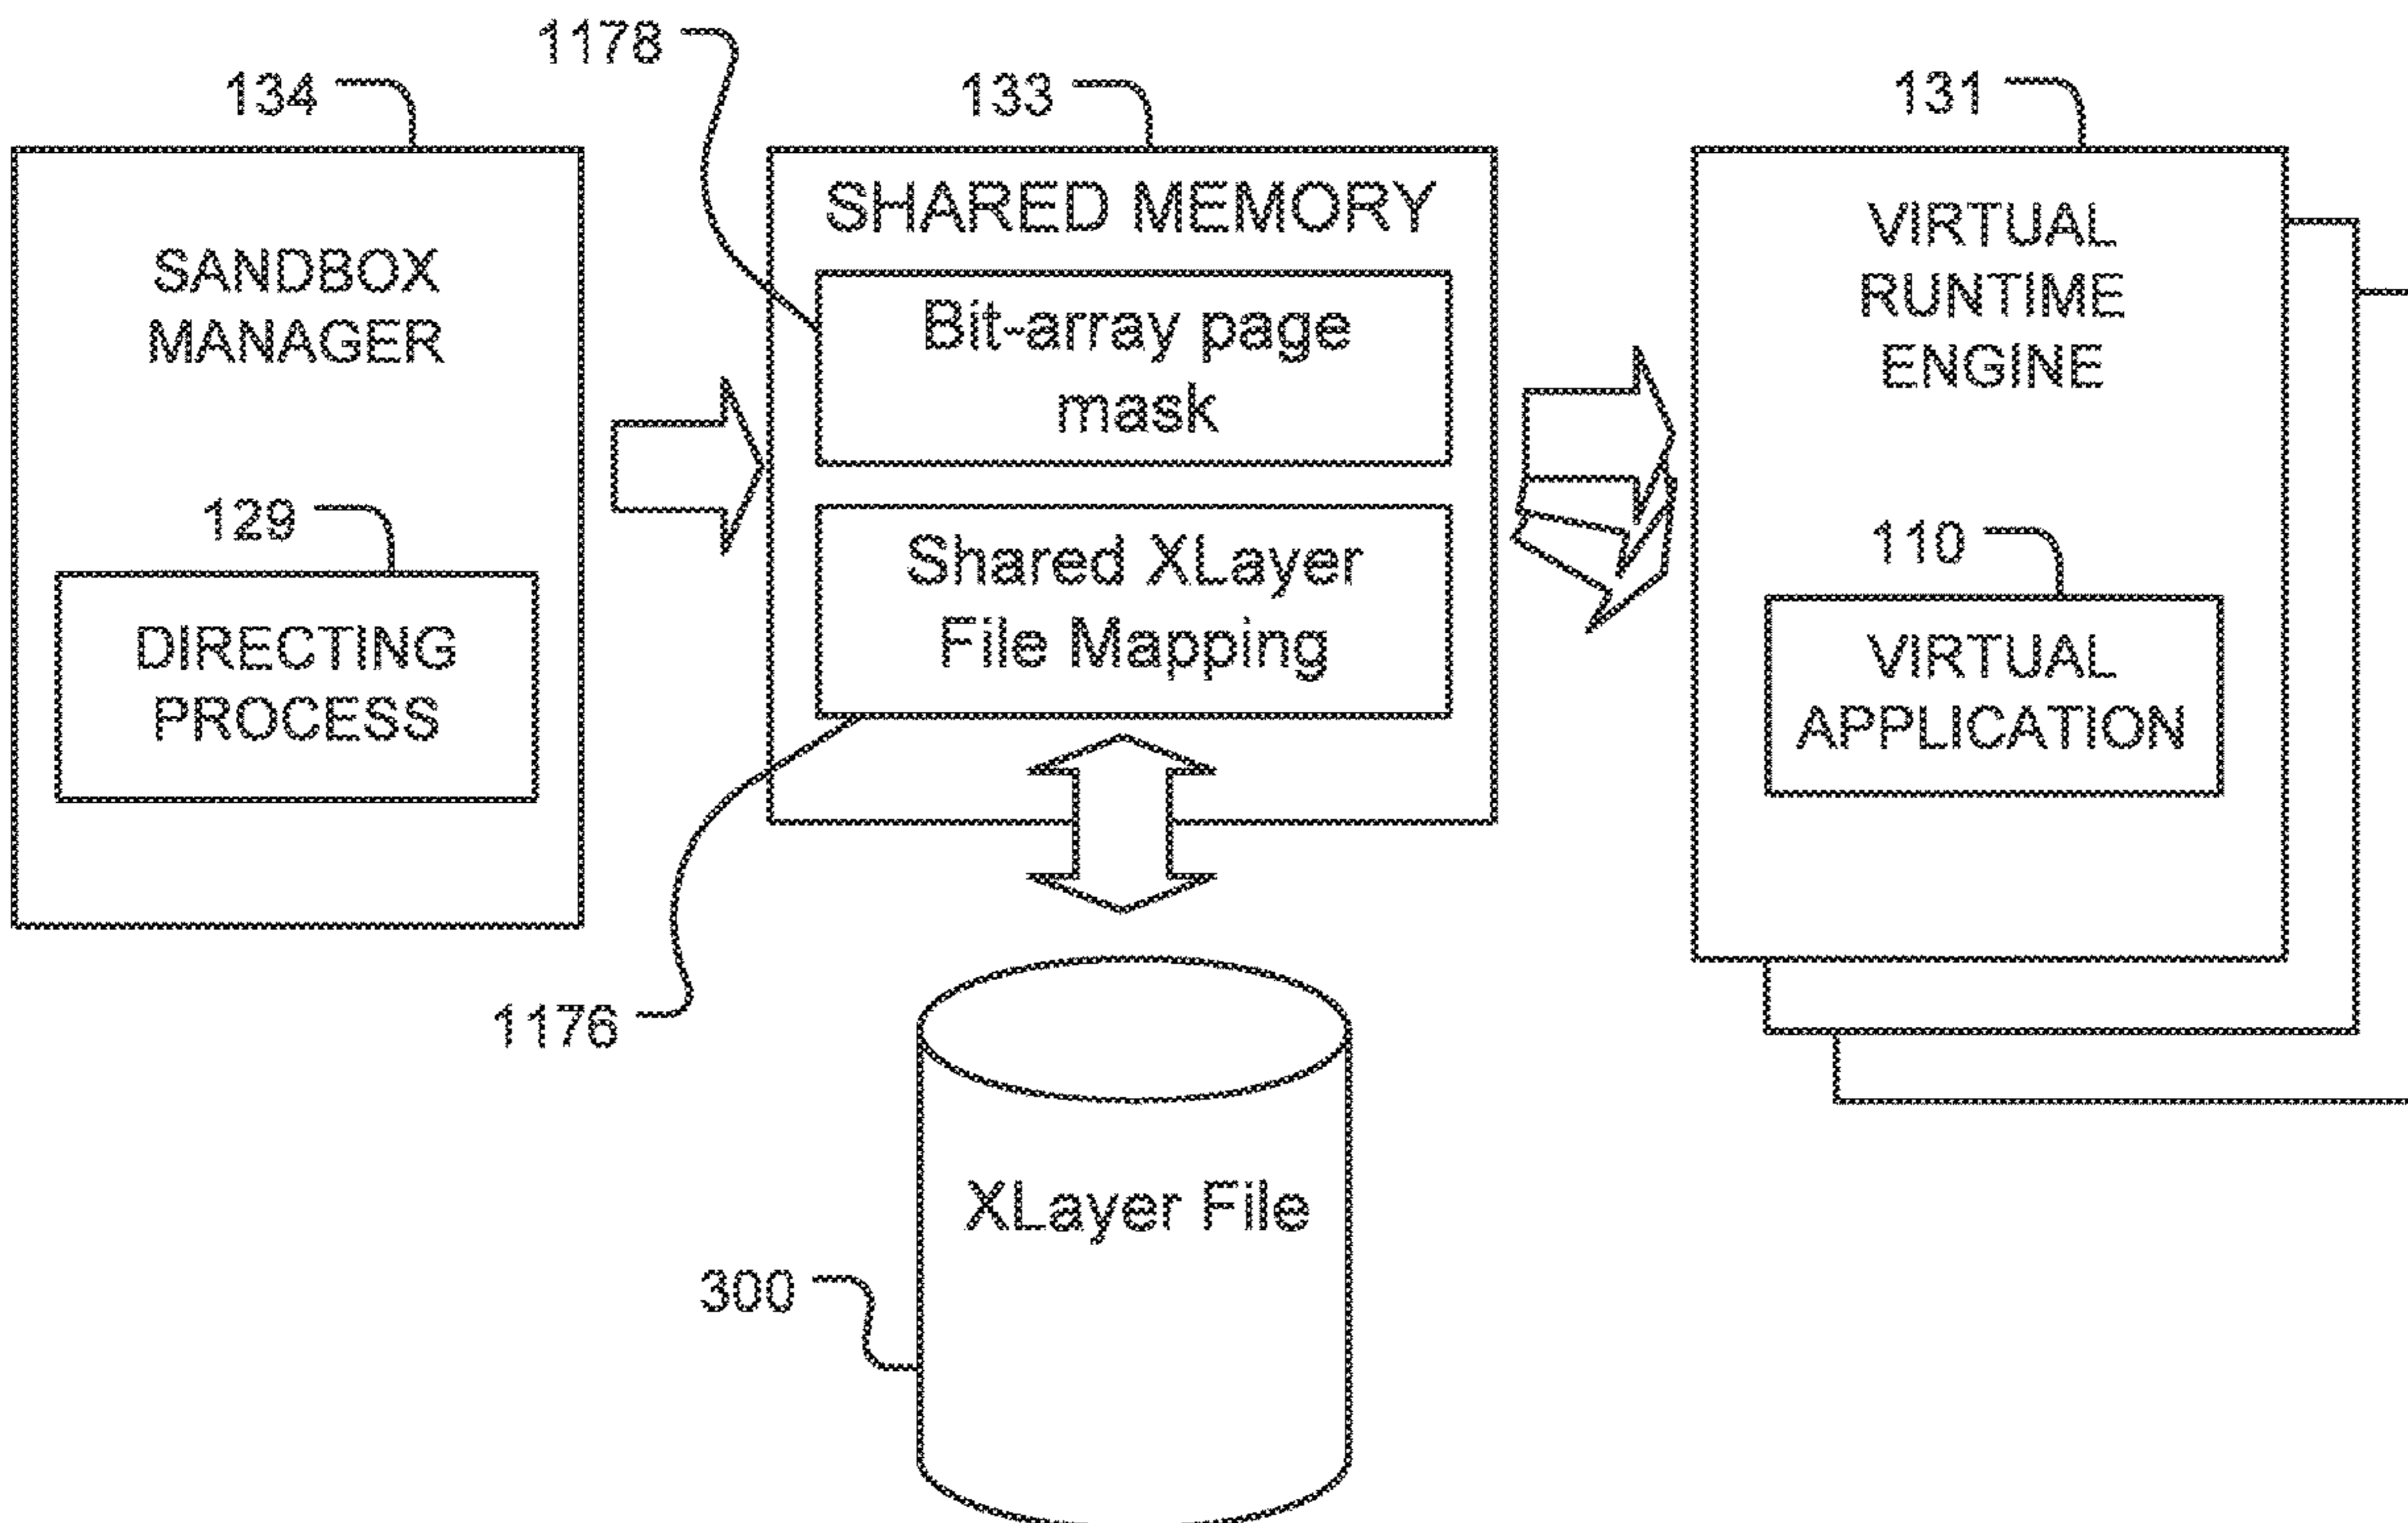 1178
134
133
131
SANDBOX
MANAGER
129
DIRECTING
PROCESS
SHARED MEMORY
Bit-array page
mask
Shared XLayer
File Mapping
VIRTUAL
RUNTIME
ENGINE
110
VIRTUAL
APPLICATION
1176
XLayer File
300